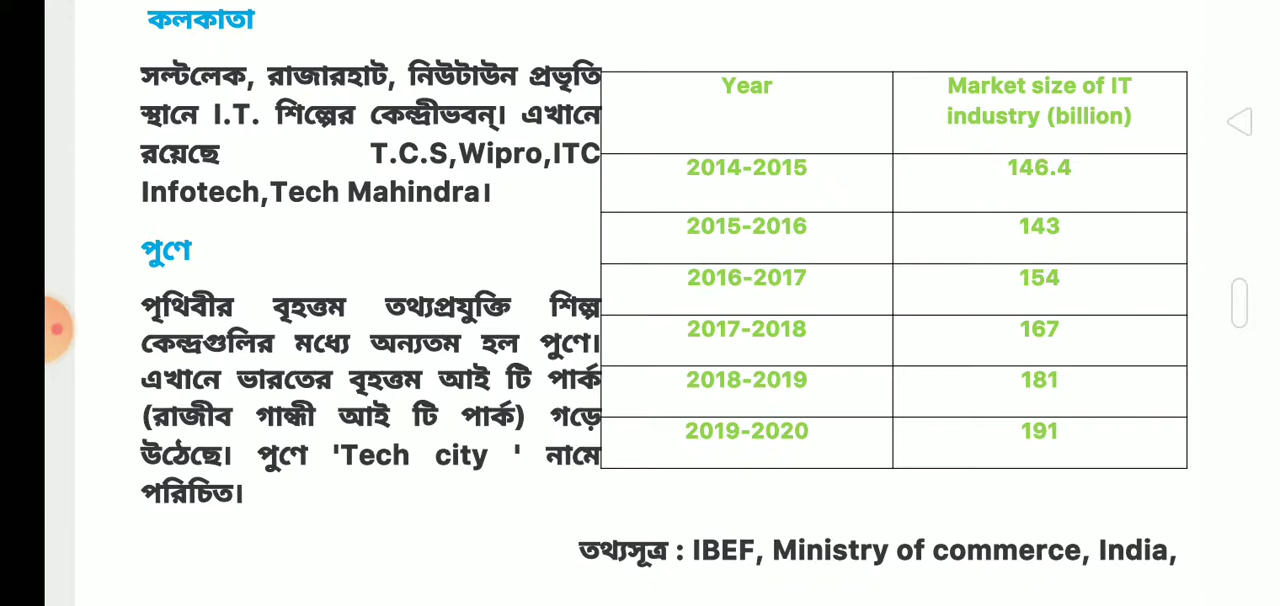 কলকাতা
সল্টলেক, রাজারহাট, নিউটাউন প্রভৃতি
স্থানে I.T. শিল্পের কেন্দ্রীভবন্। এখানে
রয়েছে T.C.S,Wipro,ITC
Infotech,Tech Mahindra।
পুণে
পৃথিবীর বৃহত্তম তথ্যপ্রযুক্তি শিল্প
কেন্দ্রগুলির মধ্যে অন্যতম হল পুণে।
এখানে ভারতের বৃহত্তম আই টি পার্ক
(রাজীব গান্ধী আই টি পার্ক) গড়ে
উঠেছে। পুণে 'Tech city ' নামে
পরিচিত।
Year Market size of IT
industry (billion)
2014-2015 146.4
2015-2016 143
2016-2017 154
2017-2018 167
2018-2019 181
2019-2020 191
তথ্যসূত্র : IBEF, Ministry of commerce, India,